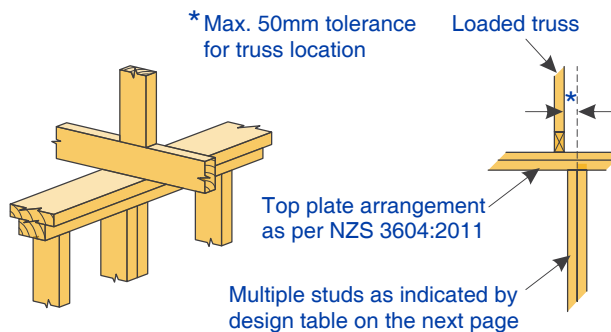 * Max. 50mm tolerance
for truss location
Loaded truss
*
Top plate arrangement
as per NZS 3604:2011
Multiple studs as indicated by
design table on the next page